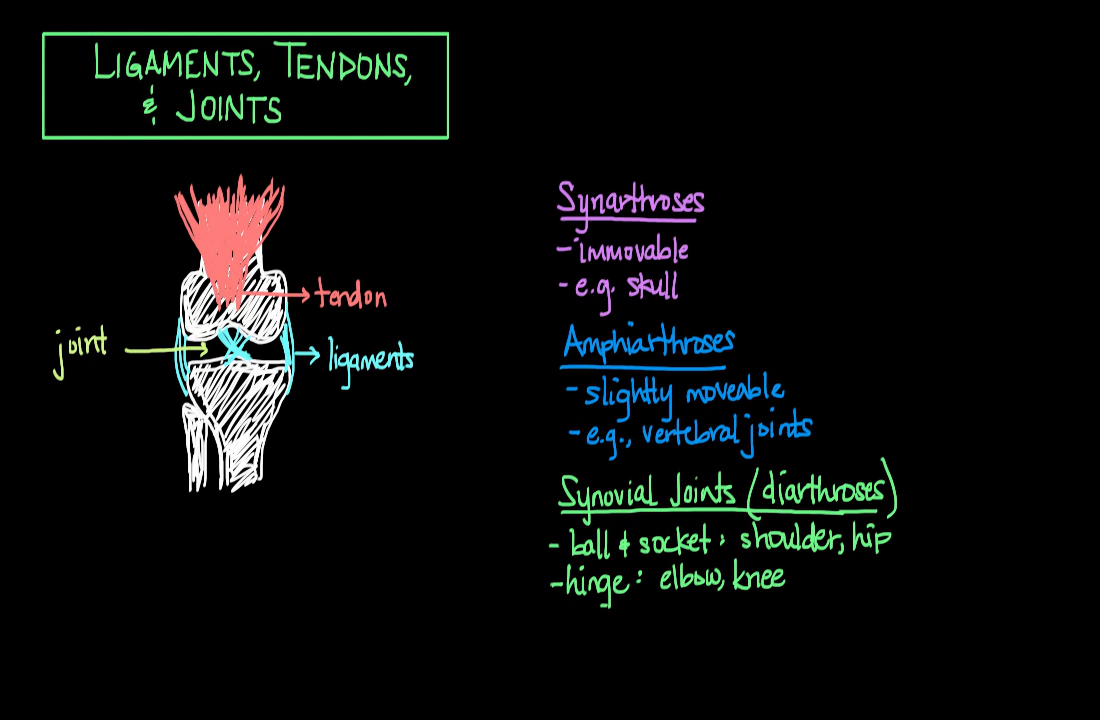 LIGAMENTS, TENDONS,
& JOINTS
tendon
joint
ligaments
Synarthroses
- immovable
- e.g. skull
Amphiarthroses
- slightly moveable
- e.g., vertebral joints
Synovial Joints (diarthroses)
- ball & socket: shoulder, hip
- hinge: elbow, knee